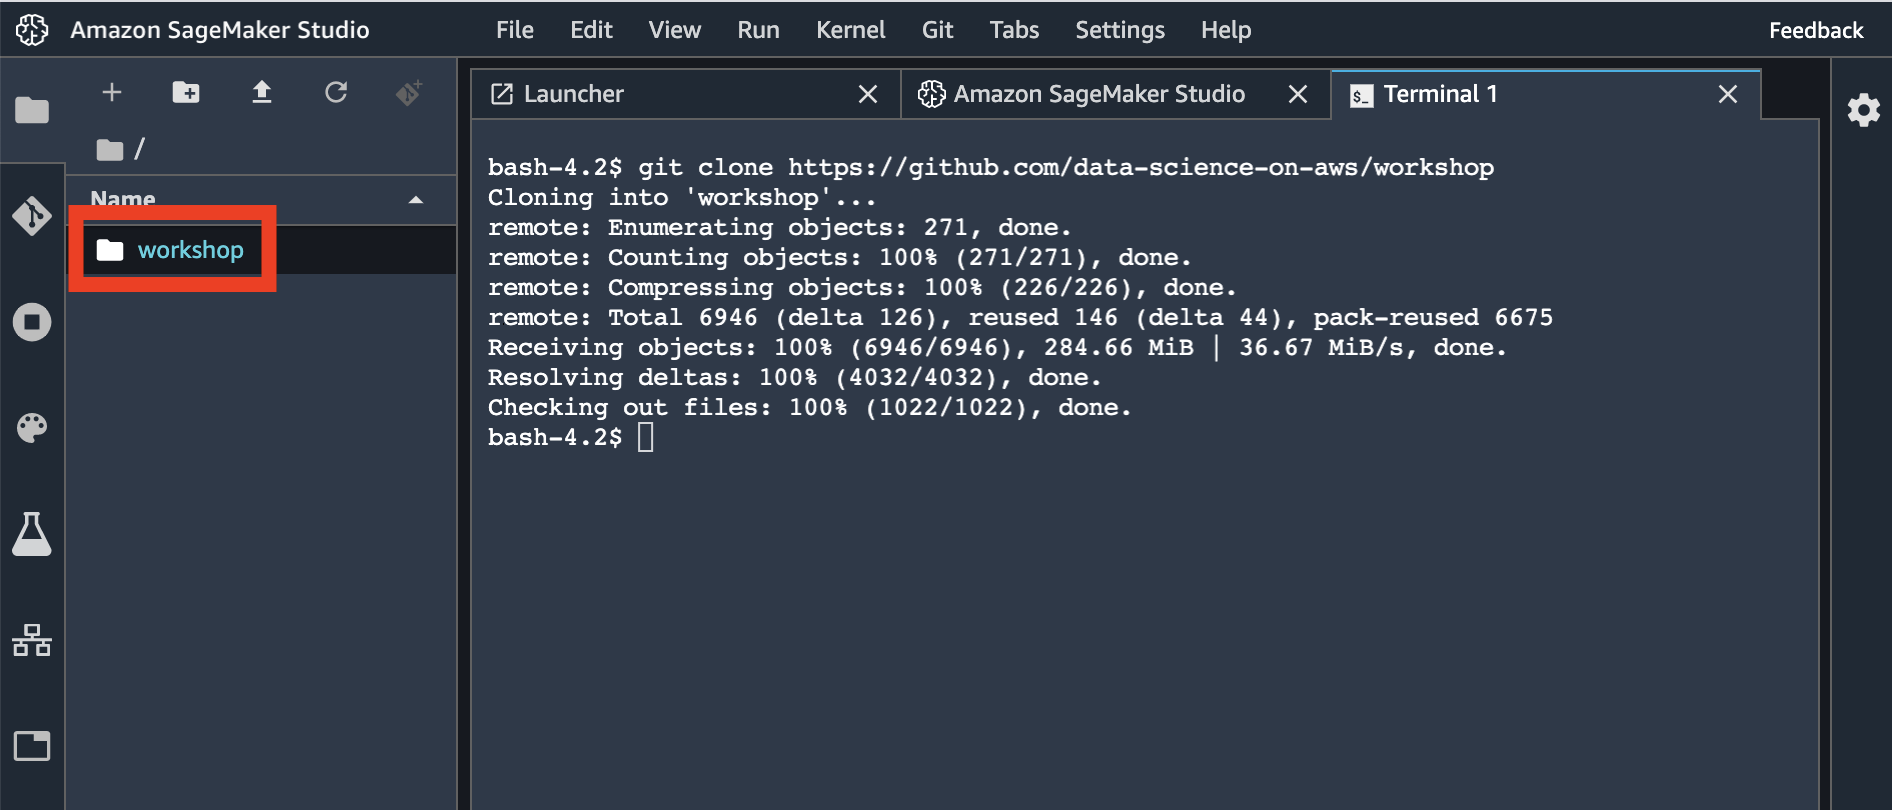 Amazon SageMaker Studio File Edit View Run Kernel Git Tabs Settings Help Feedback
Launcher Amazon SageMaker Studio $_ Terminal 1
/
Name
workshop
bash-4.2$ git clone https://github.com/data-science-on-aws/workshop
Cloning into 'workshop'...
remote: Enumerating objects: 271, done.
remote: Counting objects: 100% (271/271), done.
remote: Compressing objects: 100% (226/226), done.
remote: Total 6946 (delta 126), reused 146 (delta 44), pack-reused 6675
Receiving objects: 100% (6946/6946), 284.66 MiB | 36.67 MiB/s, done.
Resolving deltas: 100% (4032/4032), done.
Checking out files: 100% (1022/1022), done.
bash-4.2$